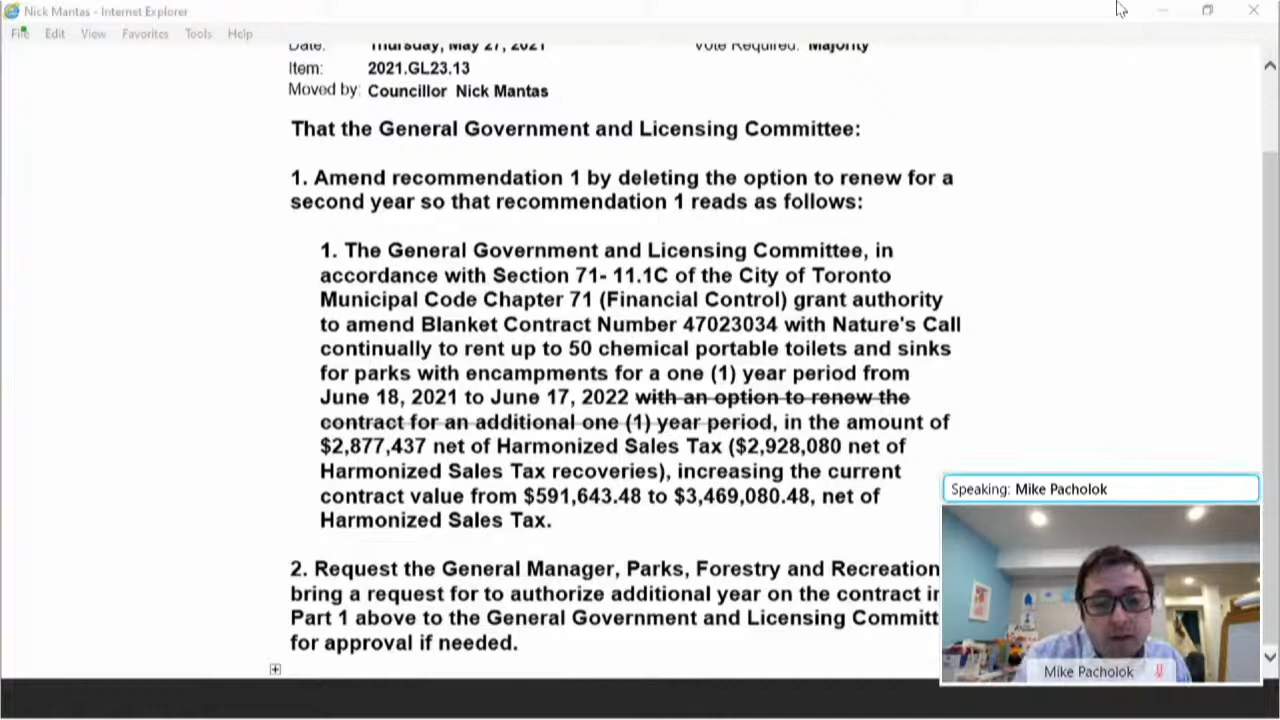 Nick Mantas - Internet Explorer
File Edit View Favorites Tools Help
Date: Thursday, May 27, 2021 Vote Required: Majority
Item: 2021.GL23.13
Moved by: Councillor Nick Mantas
That the General Government and Licensing Committee:
1. Amend recommendation 1 by deleting the option to renew for a
second year so that recommendation 1 reads as follows:
1. The General Government and Licensing Committee, in
accordance with Section 71- 11.1C of the City of Toronto
Municipal Code Chapter 71 (Financial Control) grant authority
to amend Blanket Contract Number 47023034 with Nature's Call
continually to rent up to 50 chemical portable toilets and sinks
for parks with encampments for a one (1) year period from
June 18, 2021 to June 17, 2022 with an option to renew the
contract for an additional one (1) year period, in the amount of
$2,877,437 net of Harmonized Sales Tax ($2,928,080 net of
Harmonized Sales Tax recoveries), increasing the current
contract value from $591,643.48 to $3,469,080.48, net of
Harmonized Sales Tax.
2. Request the General Manager, Parks, Forestry and Recreation
bring a request for to authorize additional year on the contract in
Part 1 above to the General Government and Licensing Committ
for approval if needed.
Speaking: Mike Pacholok
Mike Pacholok